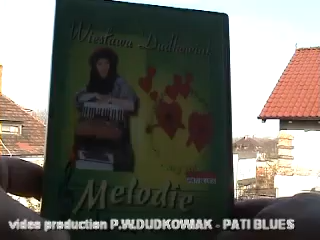 Wiesława Dudkowiak
Melodie
video production P.W.DUDKOWIAK - PATI BLUES